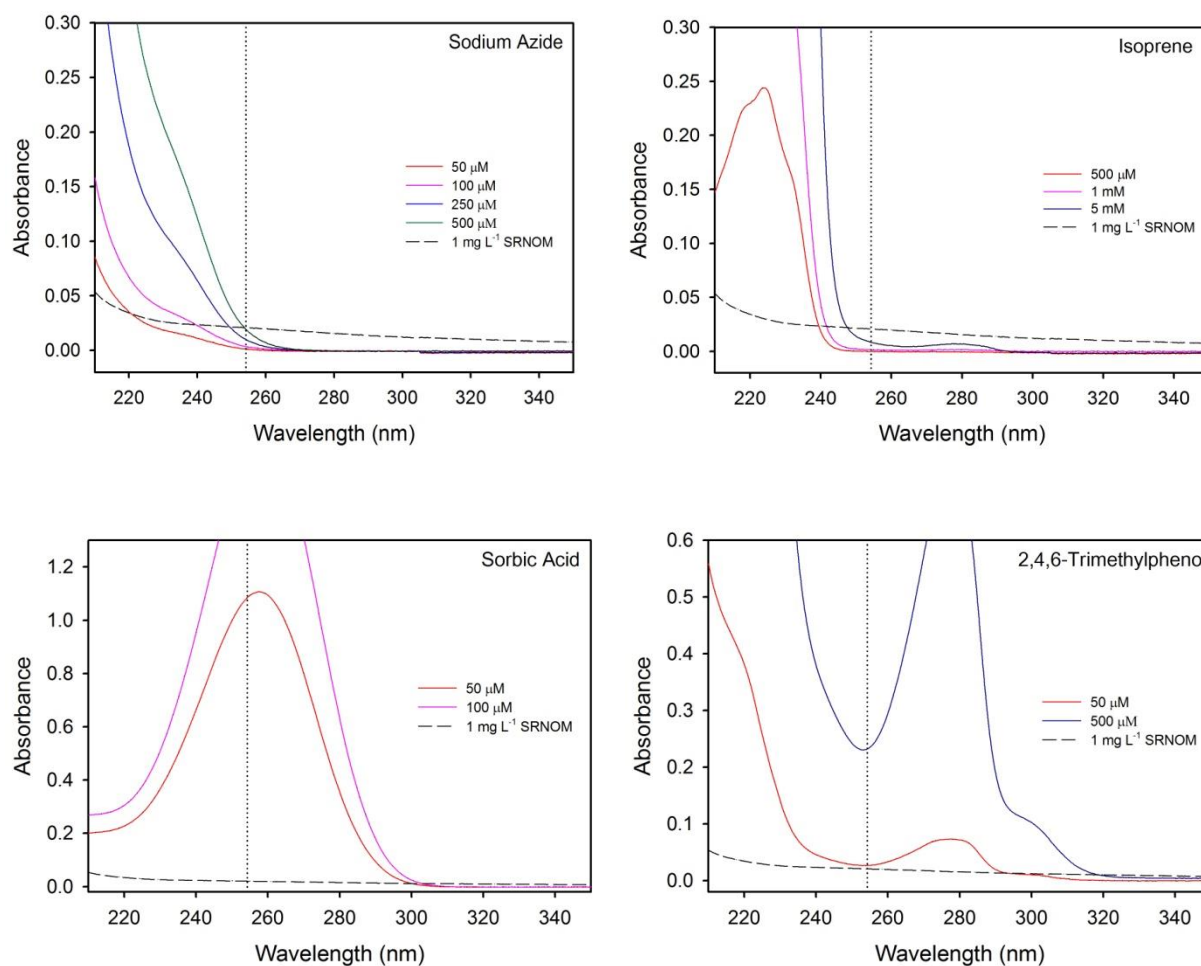 Sodium Azide
0.30
0.25
0.20
0.15
0.10
0.05
0.00
Absorbance
50 μM
100 μM
250 μM
500 μM
1 mg L⁻¹ SRNOM
220 240 260 280 300 320 340
Wavelength (nm)
Isoprene
0.30
0.25
0.20
0.15
0.10
0.05
0.00
Absorbance
500 μM
1 mM
5 mM
1 mg L⁻¹ SRNOM
220 240 260 280 300 320 340
Wavelength (nm)
Sorbic Acid
1.2
1.0
0.8
0.6
0.4
0.2
0.0
Absorbance
50 μM
100 μM
1 mg L⁻¹ SRNOM
220 240 260 280 300 320 340
Wavelength (nm)
2,4,6-Trimethylpheno
0.6
0.5
0.4
0.3
0.2
0.1
0.0
Absorbance
50 μM
500 μM
1 mg L⁻¹ SRNOM
220 240 260 280 300 320 340
Wavelength (nm)